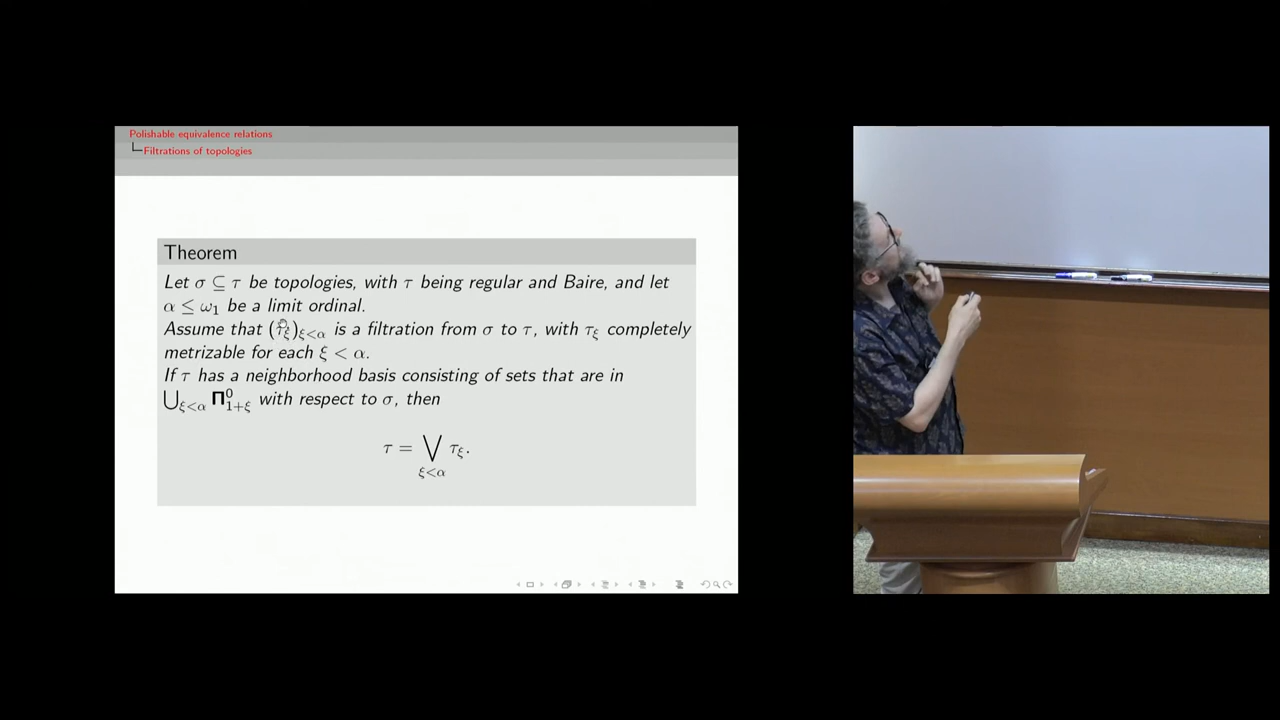 Polishable equivalence relations
Filtrations of topologies
Theorem
Let σ ⊆ τ be topologies, with τ being regular and Baire, and let
α ≤ ω₁ be a limit ordinal.
Assume that (τ_ξ)_{ξ<α} is a filtration from σ to τ, with τ_ξ completely
metrizable for each ξ < α.
If τ has a neighborhood basis consisting of sets that are in
⋃_{ξ<α} Π⁰_{1+ξ} with respect to σ, then
τ = ⋁_{ξ<α} τ_ξ.